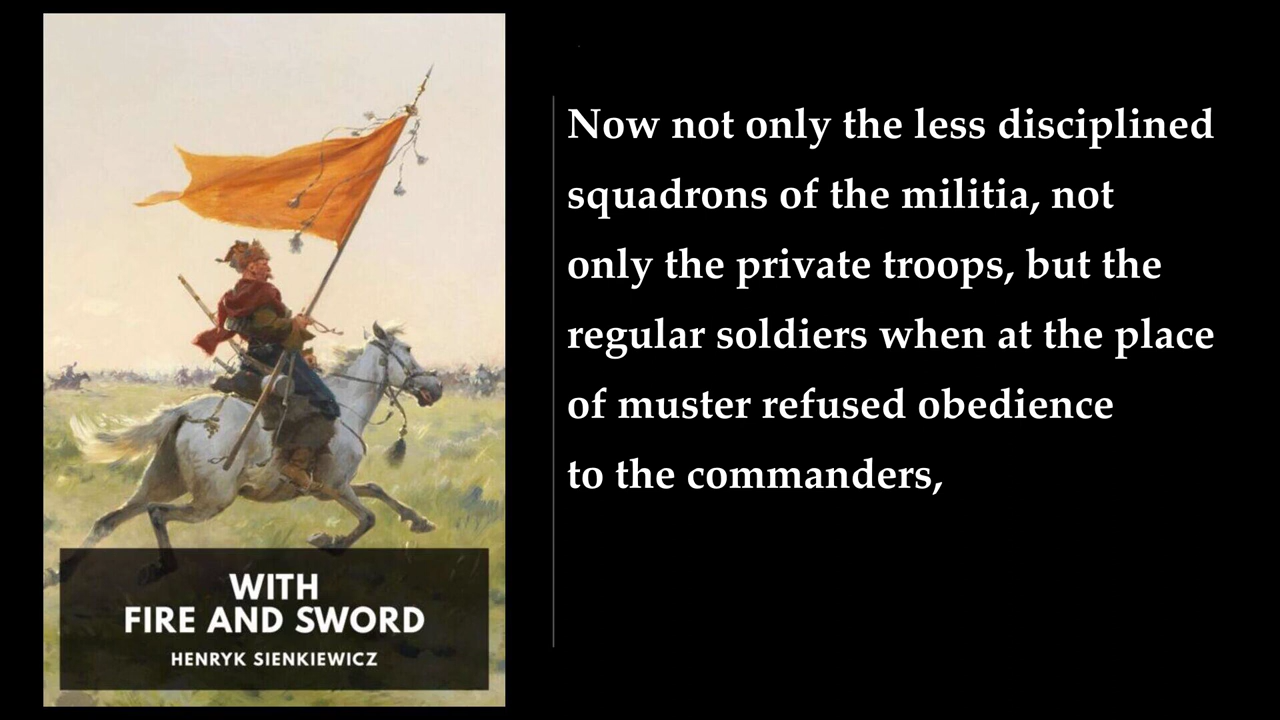 WITH
FIRE AND SWORD
HENRYK SIENKIEWICZ
Now not only the less disciplined
squadrons of the militia, not
only the private troops, but the
regular soldiers when at the place
of muster refused obedience
to the commanders,